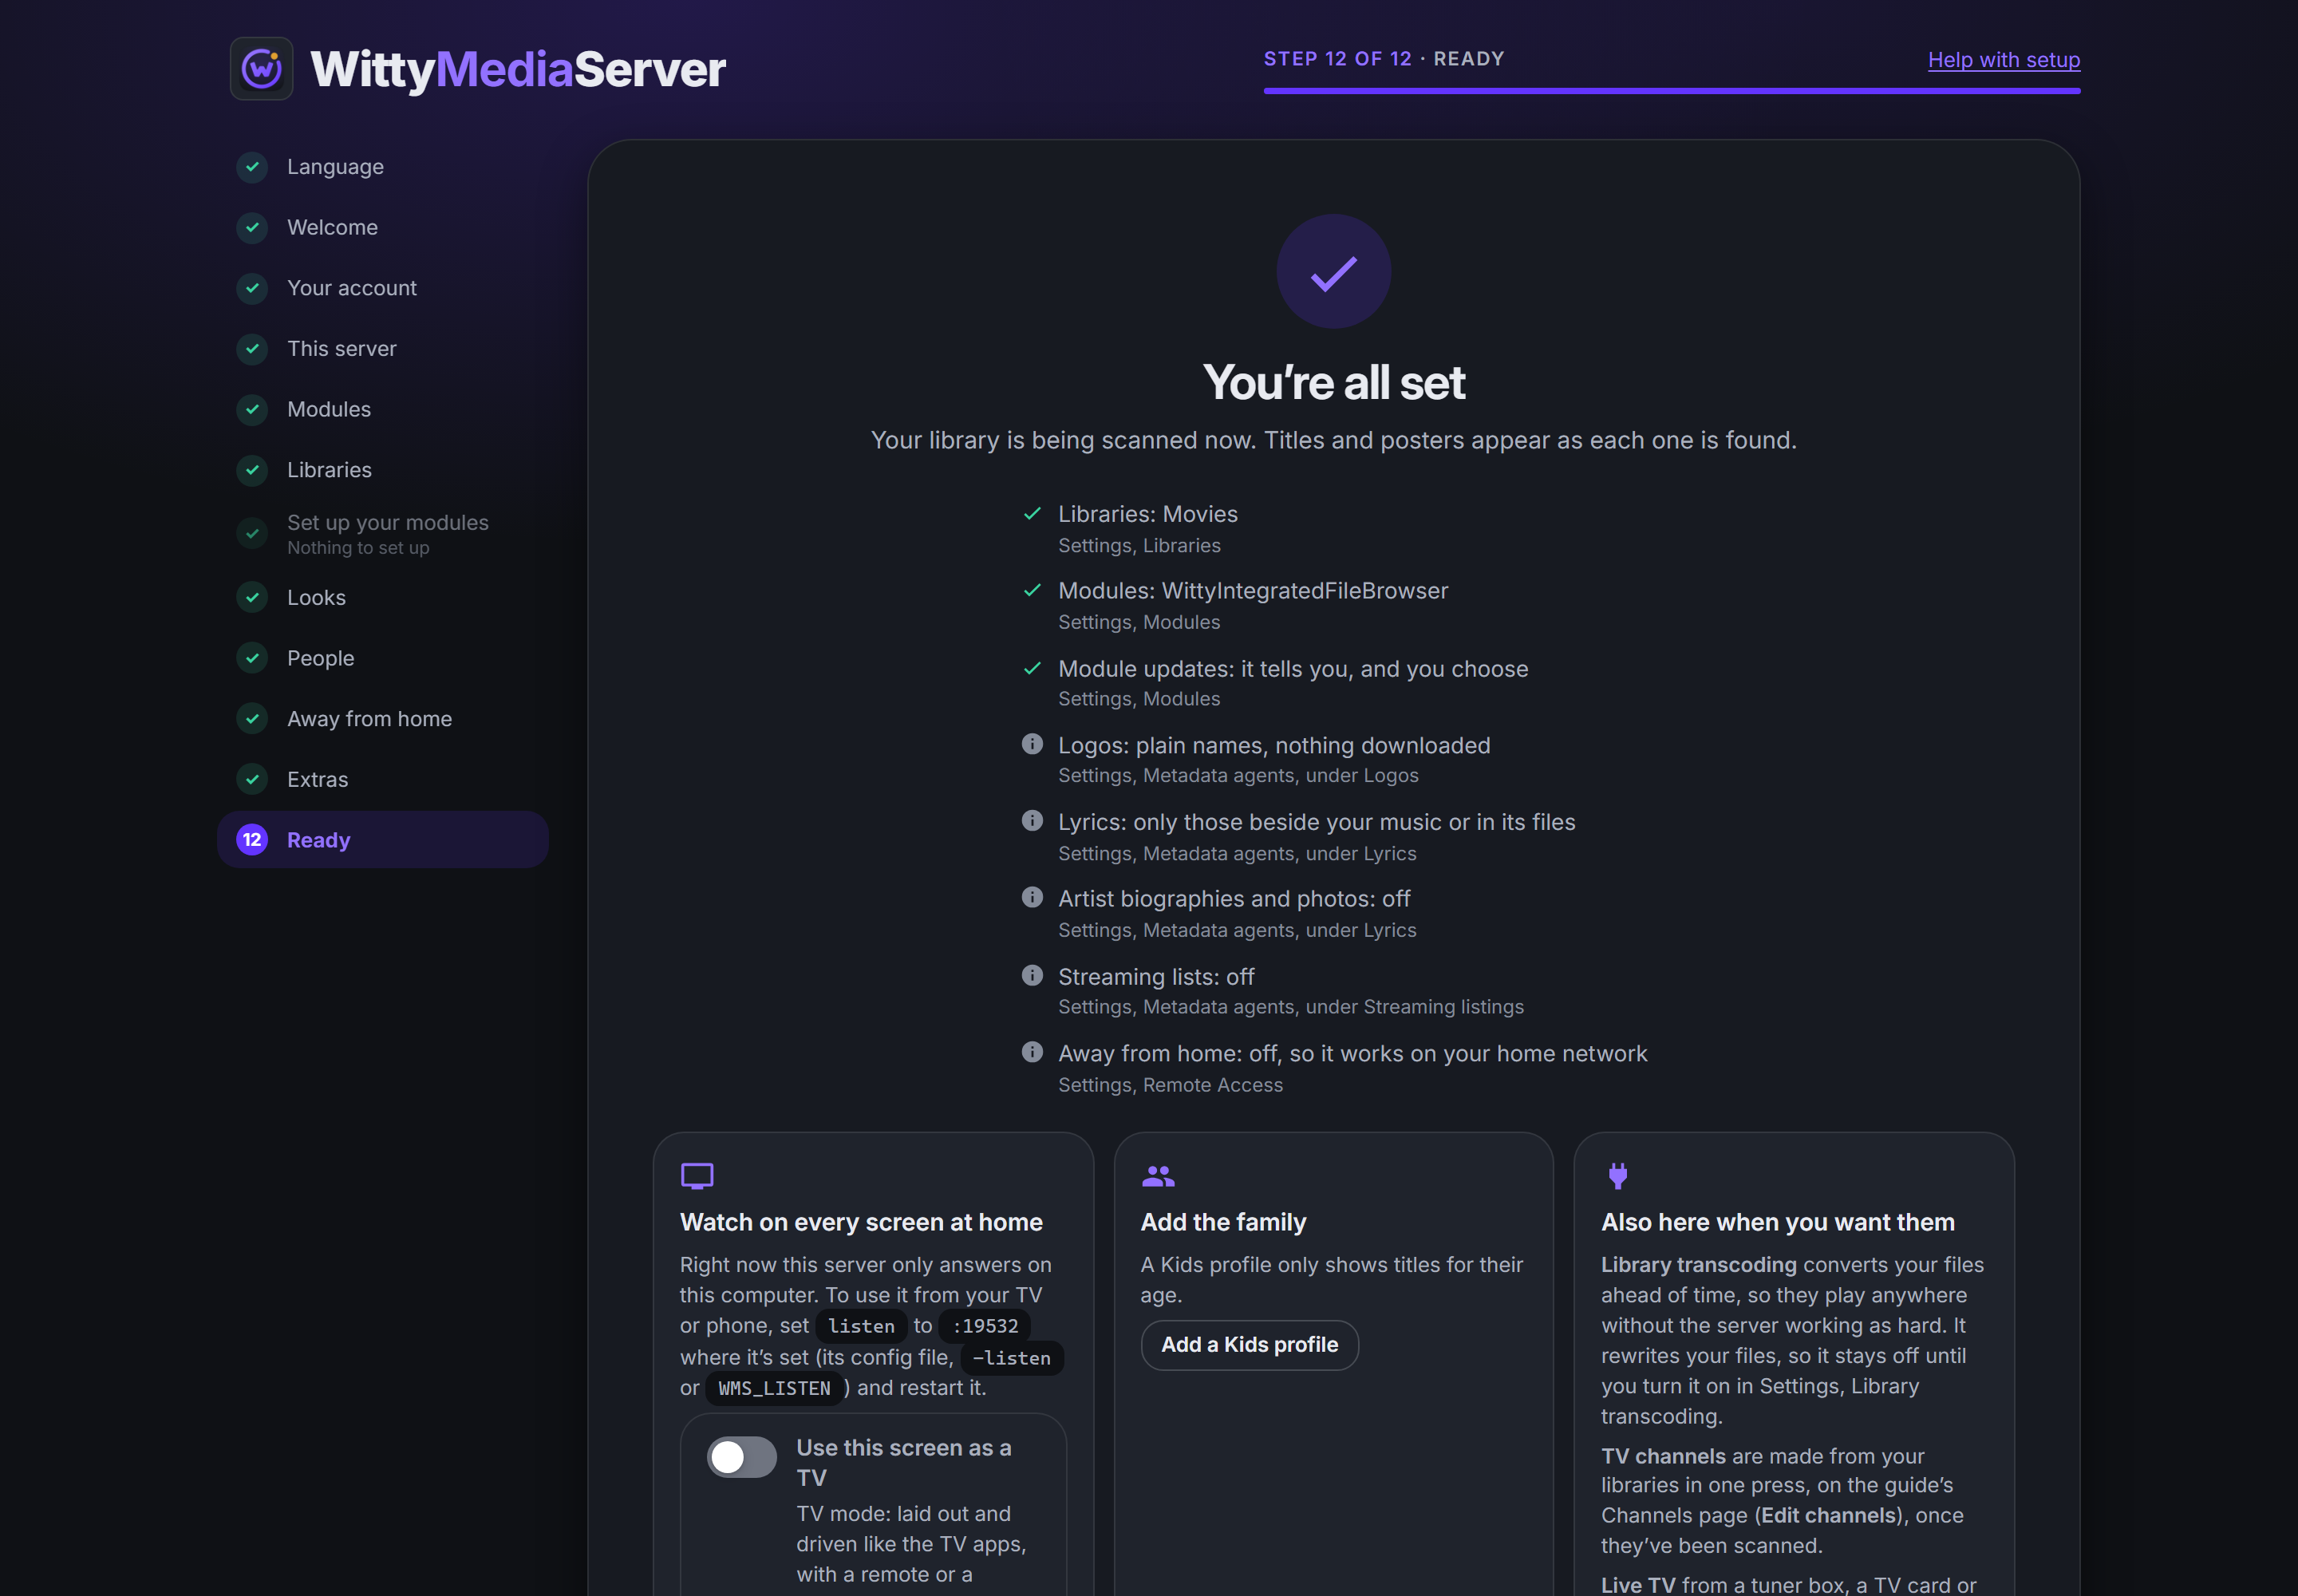 WittyMediaServer
STEP 12 OF 12 · READY
Help with setup
Language
Welcome
Your account
This server
Modules
Libraries
Set up your modules
Nothing to set up
Looks
People
Away from home
Extras
12 Ready
You’re all set
Your library is being scanned now. Titles and posters appear as each one is found.
Libraries: Movies
Settings, Libraries
Modules: WittyIntegratedFileBrowser
Settings, Modules
Module updates: it tells you, and you choose
Settings, Modules
Logos: plain names, nothing downloaded
Settings, Metadata agents, under Logos
Lyrics: only those beside your music or in its files
Settings, Metadata agents, under Lyrics
Artist biographies and photos: off
Settings, Metadata agents, under Lyrics
Streaming lists: off
Settings, Metadata agents, under Streaming listings
Away from home: off, so it works on your home network
Settings, Remote Access
Watch on every screen at home
Right now this server only answers on
this computer. To use it from your TV
or phone, set listen to :19532
where it’s set (its config file, -listen
or WMS_LISTEN) and restart it.
Use this screen as a
TV
TV mode: laid out and
driven like the TV apps,
with a remote or a
Add the family
A Kids profile only shows titles for their
age.
Add a Kids profile
Also here when you want them
Library transcoding converts your files
ahead of time, so they play anywhere
without the server working as hard. It
rewrites your files, so it stays off until
you turn it on in Settings, Library
transcoding.
TV channels are made from your
libraries in one press, on the guide’s
Channels page (Edit channels), once
they’ve been scanned.
Live TV from a tuner box, a TV card or